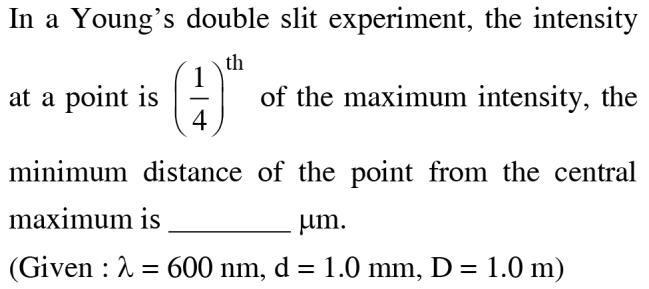 In a Young’s double slit experiment, the intensity
at a point is (1/4)^th of the maximum intensity, the
minimum distance of the point from the central
maximum is _________ μm.
(Given : λ = 600 nm, d = 1.0 mm, D = 1.0 m)